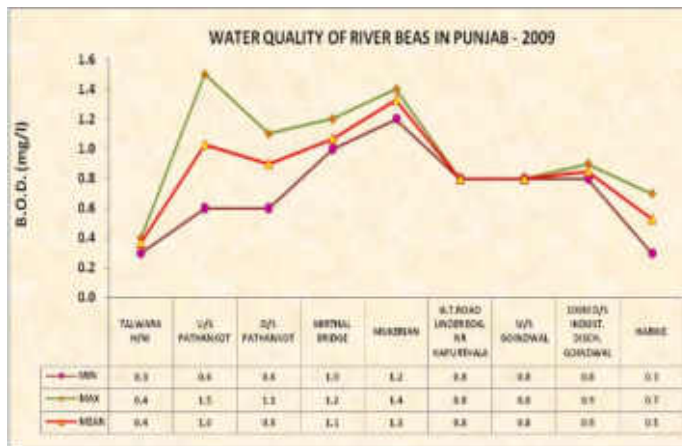 WATER QUALITY OF RIVER BEAS IN PUNJAB - 2009
B.O.D. (mg/l)
1.6
1.4
1.2
1.0
0.8
0.6
0.4
0.2
0.0
TALWARA H/W
U/S PATHANKOT
D/S PATHANKOT
MIRTHAL BRIDGE
MUKERIAN
G.T.ROAD UNDER BDG. NR KAPURTHALA
U/S GOINDWAL
100M D/S INDUST. DISCH. GOINDWAL
HARIKE
MIN 0.3 0.6 0.6 1.0 1.2 0.8 0.8 0.8 0.3
MAX 0.4 1.5 1.1 1.2 1.4 0.8 0.8 0.9 0.7
MEAN 0.4 1.0 0.9 1.1 1.3 0.8 0.8 0.9 0.5